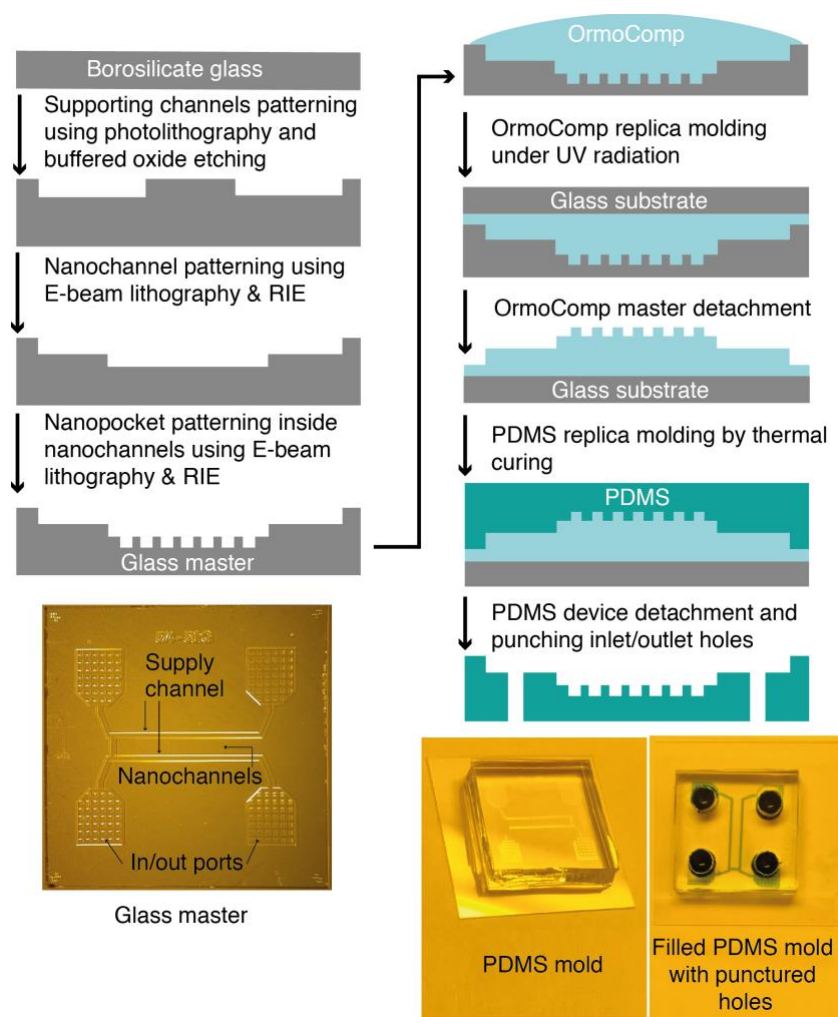 Borosilicate glass
Supporting channels patterning
using photolithography and
buffered oxide etching
Nanochannel patterning using
E-beam lithography & RIE
Nanopocket patterning inside
nanochannels using E-beam
lithography & RIE
Glass master
Supply
channel
Nanochannels
In/out ports
Glass master
OrmoComp
OrmoComp replica molding
under UV radiation
Glass substrate
OrmoComp master detachment
Glass substrate
PDMS replica molding by thermal
curing
PDMS
PDMS device detachment and
punching inlet/outlet holes
PDMS mold
Filled PDMS mold
with punctured
holes